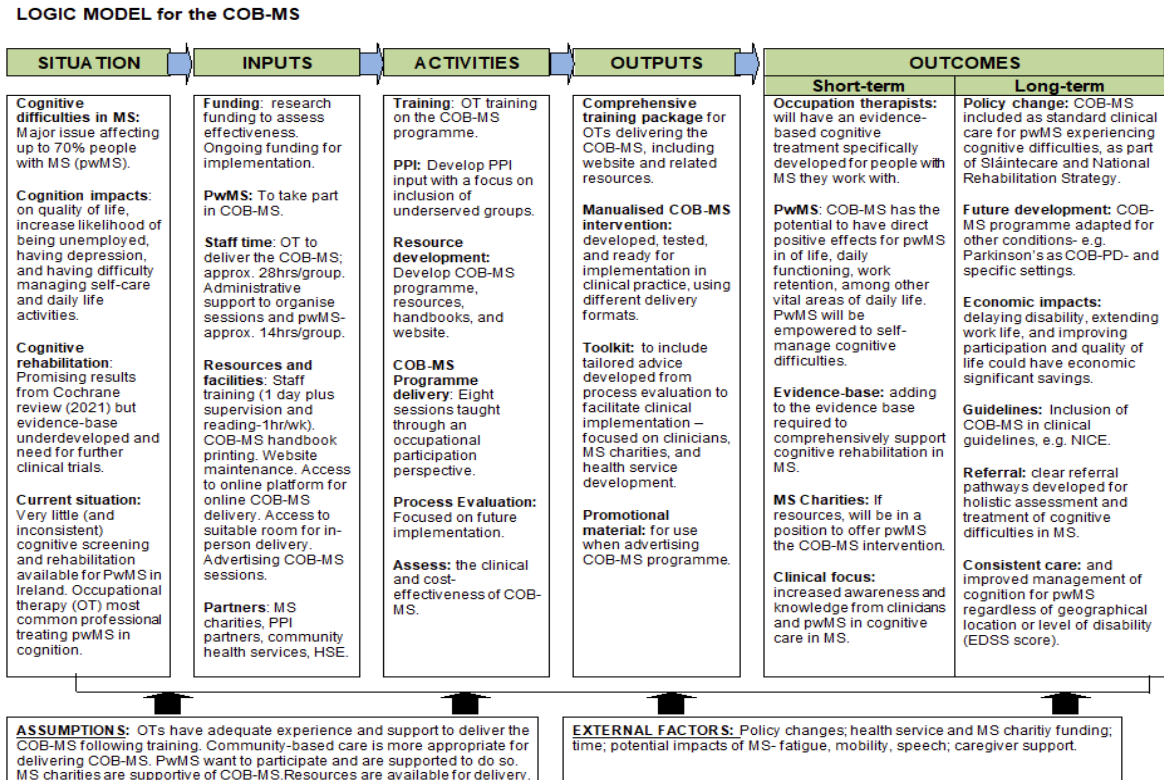 LOGIC MODEL for the COB-MS
SITUATION
INPUTS
ACTIVITIES
OUTPUTS
OUTCOMES
Short-term
Long-term
Cognitive
difficulties in MS:
Major issue affecting
up to 70% people
with MS (pwMS).
Cognition impacts:
on quality of life,
increase likelihood of
being unemployed,
having depression,
and having difficulty
managing self-care
and daily life
activities.
Cognitive
rehabilitation:
Promising results
from Cochrane
review (2021) but
evidence-base
underdeveloped and
need for further
clinical trials.
Current situation:
Very little (and
inconsistent)
cognitive screening
and rehabilitation
available for PwMS in
Ireland. Occupational
therapy (OT) most
common professional
treating pwMS in
cognition.
Funding: research
funding to assess
effectiveness.
Ongoing funding for
implementation.
PwMS: To take part
in COB-MS.
Staff time: OT to
deliver the COB-MS;
approx. 28hrs/group.
Administrative
support to organise
sessions and pwMS-
approx. 14hrs/group.
Resources and
facilities: Staff
training (1 day plus
supervision and
reading-1hr/wk).
COB-MS handbook
printing. Website
maintenance. Access
to online platform for
online COB-MS
delivery. Access to
suitable room for in-
person delivery.
Advertising COB-MS
sessions.
Partners: MS
charities, PPI
partners, community
health services, HSE.
Training: OT training
on the COB-MS
programme.
PPI: Develop PPI
input with a focus on
inclusion of
underserved groups.
Resource
development:
Develop COB-MS
programme,
resources,
handbooks, and
website.
COB-MS
Programme
delivery: Eight
sessions taught
through an
occupational
participation
perspective.
Process Evaluation:
Focused on future
implementation.
Assess: the clinical
and cost-
effectiveness of COB-
MS.
Comprehensive
training package for
OTs delivering the
COB-MS, including
website and related
resources.
Manualised COB-MS
intervention:
developed, tested,
and ready for
implementation in
clinical practice, using
different delivery
formats.
Toolkit: to include
tailored advice
developed from
process evaluation to
facilitate clinical
implementation –
focused on clinicians,
MS charities, and
health service
development.
Promotional
material: for use
when advertising
COB-MS programme.
Occupation therapists:
will have an evidence-
based cognitive
treatment specifically
developed for people with
MS they work with.
PwMS: COB-MS has the
potential to have direct
positive effects for pwMS
in of life, daily
functioning, work
retention, among other
vital areas of daily life.
PwMS will be
empowered to self-
manage cognitive
difficulties.
Evidence-base: adding
to the evidence base
required to
comprehensively support
cognitive rehabilitation in
MS.
MS Charities: If
resources, will be in a
position to offer pwMS
the COB-MS intervention.
Clinical focus:
increased awareness and
knowledge from clinicians
and pwMS in cognitive
care in MS.
Policy change: COB-MS
included as standard clinical
care for pwMS experiencing
cognitive difficulties, as part
of Sláintecare and National
Rehabilitation Strategy.
Future development: COB-
MS programme adapted for
other conditions- e.g.
Parkinson's as COB-PD- and
specific settings.
Economic impacts:
delaying disability, extending
work life, and improving
participation and quality of
life could have economic
significant savings.
Guidelines: Inclusion of
COB-MS in clinical
guidelines, e.g. NICE.
Referral: clear referral
pathways developed for
holistic assessment and
treatment of cognitive
difficulties in MS.
Consistent care: and
improved management of
cognition for pwMS
regardless of geographical
location or level of disability
(EDSS score).
ASSUMPTIONS: OTs have adequate experience and support to deliver the
COB-MS following training. Community-based care is more appropriate for
delivering COB-MS. PwMS want to participate and are supported to do so.
MS charities are supportive of COB-MS.Resources are available for delivery.
EXTERNAL FACTORS: Policy changes; health service and MS charitiy funding;
time; potential impacts of MS- fatigue, mobility, speech; caregiver support.